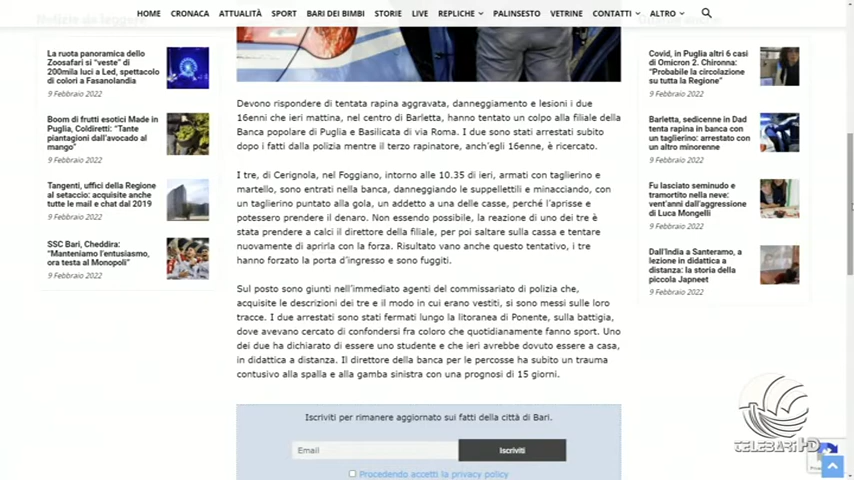 HOME CRONACA ATTUALITÀ SPORT BARI DEI BIMBI STORIE LIVE REPLICHE PALINSESTO VETRINE CONTATTI ALTRO
La ruota panoramica dello
Zoosafari si “veste” di
200mila luci a Led, spettacolo
di colori a Fasanolandia
9 Febbraio 2022
Boom di frutti esotici Made in
Puglia, Coldiretti: “Tante
piantagioni dall’avocado al
mango”
9 Febbraio 2022
Tangenti, uffici della Regione
al setaccio: acquisite anche
tutte le mail e chat dal 2019
9 Febbraio 2022
SSC Bari, Cheddira:
“Manteniamo l’entusiasmo,
ora testa al Monopoli”
9 Febbraio 2022
Devono rispondere di tentata rapina aggravata, danneggiamento e lesioni i due
16enni che ieri mattina, nel centro di Barletta, hanno tentato un colpo alla filiale della
Banca popolare di Puglia e Basilicata di via Roma. I due sono stati arrestati subito
dopo i fatti dalla polizia mentre il terzo rapinatore, anch’egli 16enne, è ricercato.
I tre, di Cerignola, nel Foggiano, intorno alle 10.35 di ieri, armati con taglierino e
martello, sono entrati nella banca, danneggiando le suppellettili e minacciando, con
un taglierino puntato alla gola, un addetto a una delle casse, perché l’aprisse e
potessero prendere il denaro. Non essendo possibile, la reazione di uno dei tre è
stata prendere a calci il direttore della filiale, per poi saltare sulla cassa e tentare
nuovamente di aprirla con la forza. Risultato vano anche questo tentativo, i tre
hanno forzato la porta d’ingresso e sono fuggiti.
Sul posto sono giunti nell’immediato agenti del commissariato di polizia che,
acquisite le descrizioni dei tre e il modo in cui erano vestiti, si sono messi sulle loro
tracce. I due arrestati sono stati fermati lungo la litoranea di Ponente, sulla battigia,
dove avevano cercato di confondersi fra coloro che quotidianamente fanno sport. Uno
dei due ha dichiarato di essere uno studente e che ieri avrebbe dovuto essere a casa,
in didattica a distanza. Il direttore della banca per le percosse ha subito un trauma
contusivo alla spalla e alla gamba sinistra con una prognosi di 15 giorni.
Iscriviti per rimanere aggiornato sui fatti della città di Bari.
Email Iscriviti
Procedendo accetti la privacy policy
Covid, in Puglia altri 6 casi
di Omicron 2. Chironna:
“Probabile la circolazione
su tutta la Regione”
9 Febbraio 2022
Barletta, sedicenne in Dad
tenta rapina in banca con
un taglierino: arrestato con
un altro minorenne
9 Febbraio 2022
Fu lasciato seminudo e
tramortito nella neve:
vent’anni dall’aggressione
di Luca Mongelli
9 Febbraio 2022
Dall’India a Santeramo, a
lezione in didattica a
distanza: la storia della
piccola Japneet
9 Febbraio 2022
TELEBARI HD